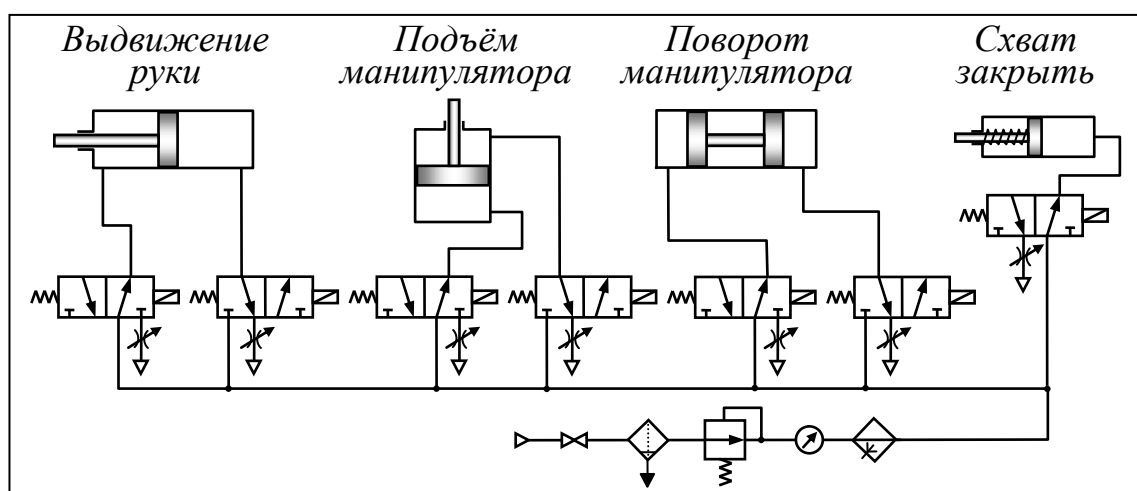 Выдвижение
руки
Подъём
манипулятора
Поворот
манипулятора
Схват
закрыть